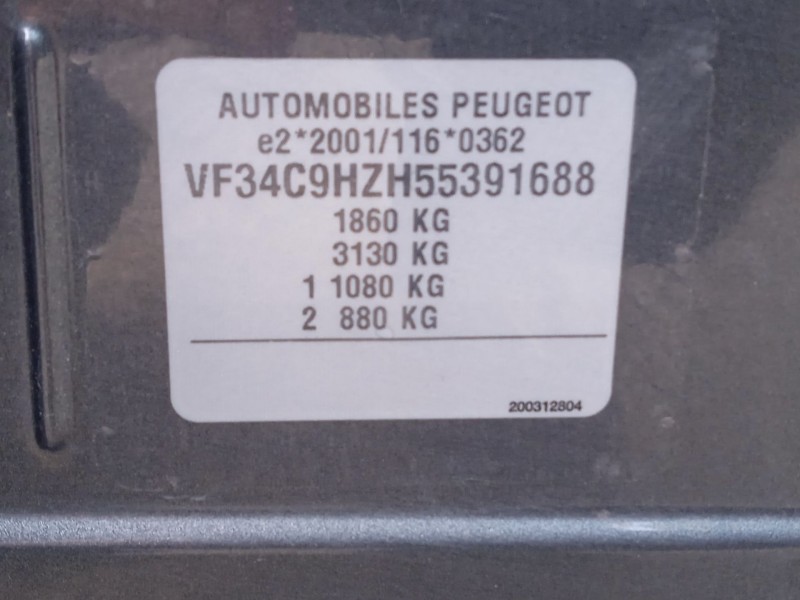 AUTOMOBILES PEUGEOT
e2*2001/116*0362
VF34C9HZH55391688
1860 KG
3130 KG
1 1080 KG
2 880 KG
200312804